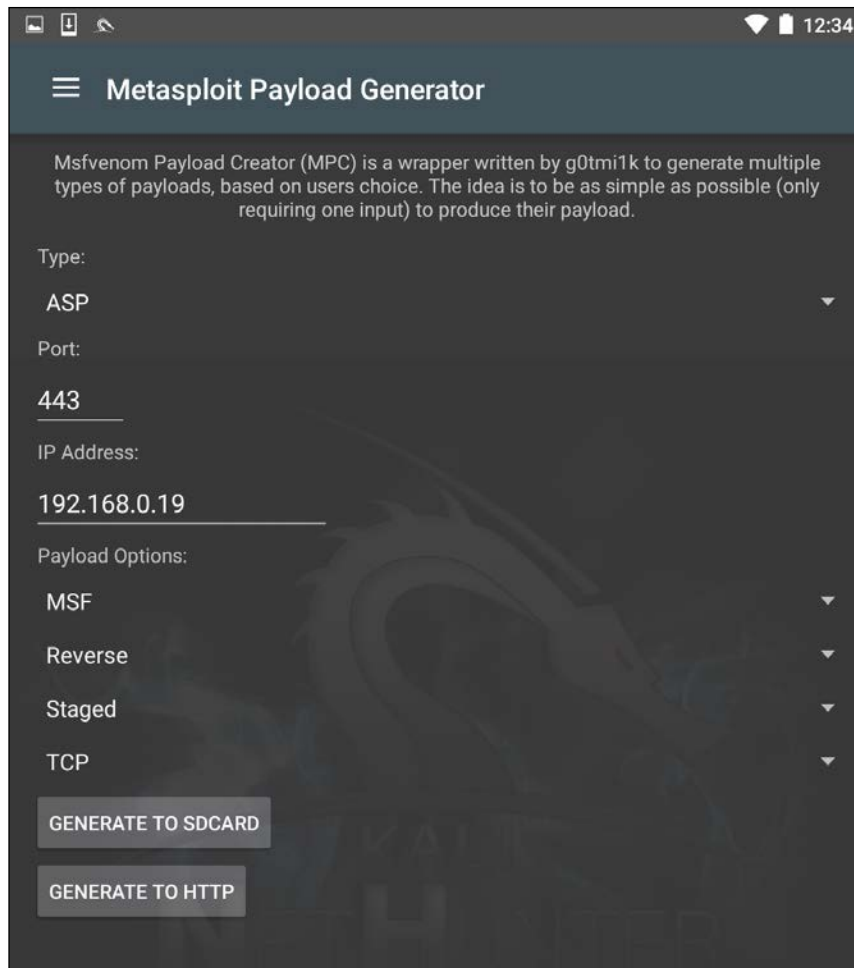 12:34
Metasploit Payload Generator
Msfvenom Payload Creator (MPC) is a wrapper written by g0tmi1k to generate multiple
types of payloads, based on users choice. The idea is to be as simple as possible (only
requiring one input) to produce their payload.
Type:
ASP
Port:
443
IP Address:
192.168.0.19
Payload Options:
MSF
Reverse
Staged
TCP
GENERATE TO SDCARD
KALI
GENERATE TO HTTP
NETHUNTER